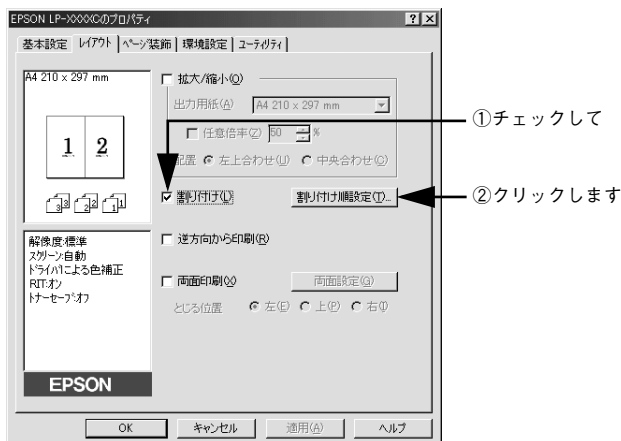 EPSON LP-XXXXCのプロパティ
基本設定 レイアウト ページ装飾 環境設定 ユーティリティ
A4 210 x 297 mm
1 2
3 3 2 2 1 1
解像度:標準
スクリーン:自動
ドライバによる色補正
RIT:オン
トナーセーブ:オフ
EPSON
拡大/縮小(O)
出力用紙(A) A4 210 x 297 mm
任意倍率(Z) 50 %
配置 左上合わせ(U) 中央合わせ(C)
割り付け(L) 割り付け順設定(T)...
逆方向から印刷(R)
両面印刷(X) 両面設定(G)
とじる位置 左(E) 上(P) 右(I)
OK キャンセル 適用(A) ヘルプ
①チェックして
②クリックします